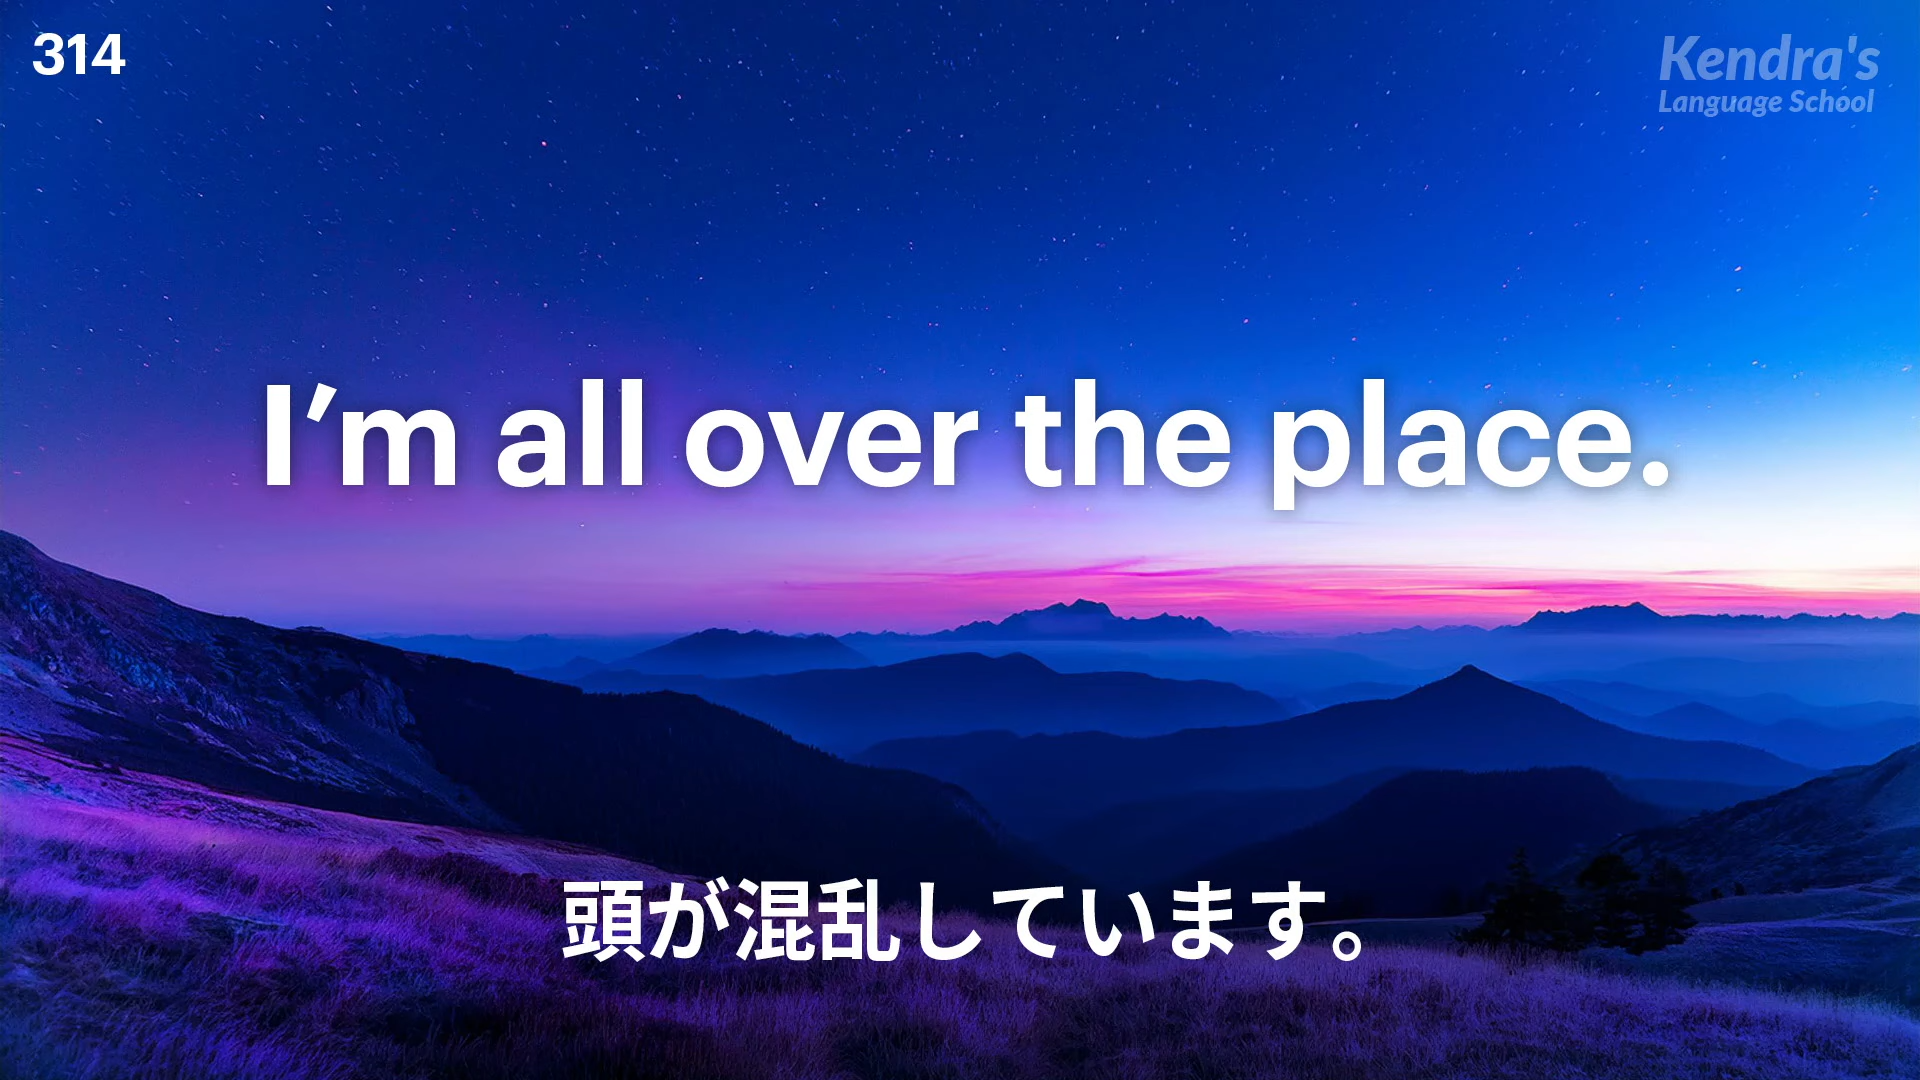 314
Kendra's
Language School
I'm all over the place.
頭が混乱しています。